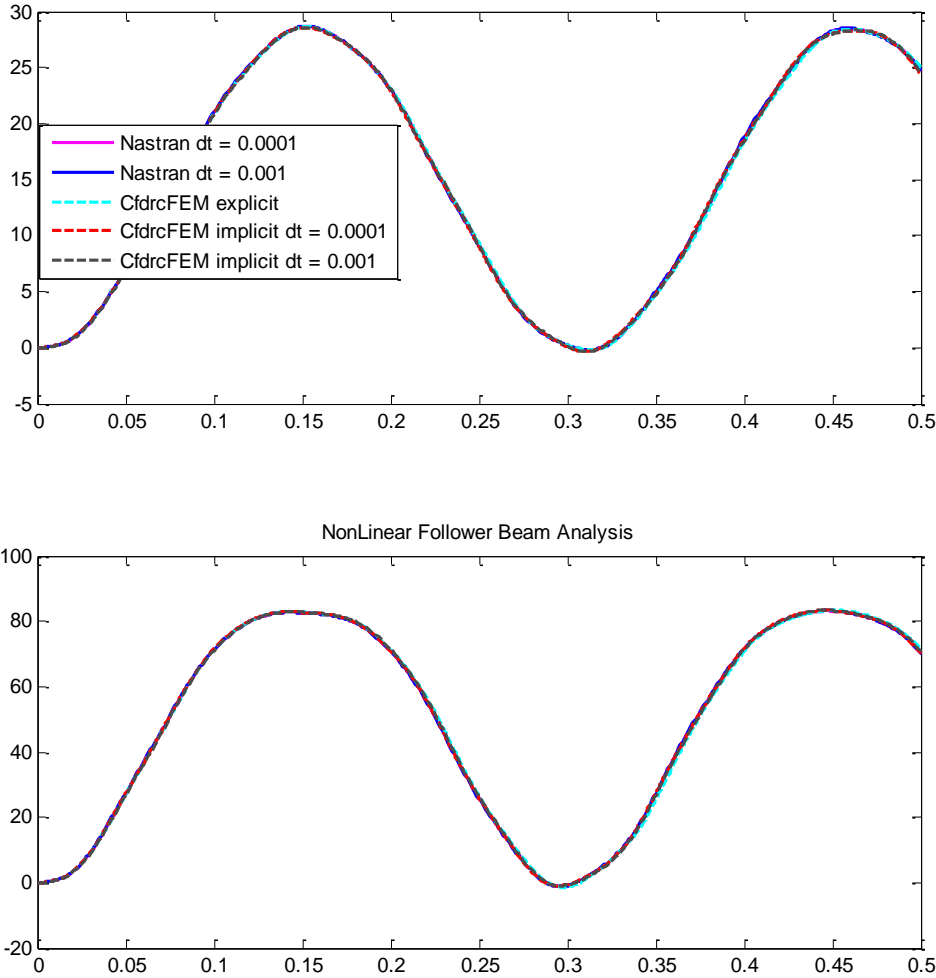 30
25
20
15
10
5
0
-5
Nastran dt = 0.0001
Nastran dt = 0.001
CfdrcFEM explicit
CfdrcFEM implicit dt = 0.0001
CfdrcFEM implicit dt = 0.001
0 0.05 0.1 0.15 0.2 0.25 0.3 0.35 0.4 0.45 0.5
NonLinear Follower Beam Analysis
100
80
60
40
20
0
-20
0 0.05 0.1 0.15 0.2 0.25 0.3 0.35 0.4 0.45 0.5